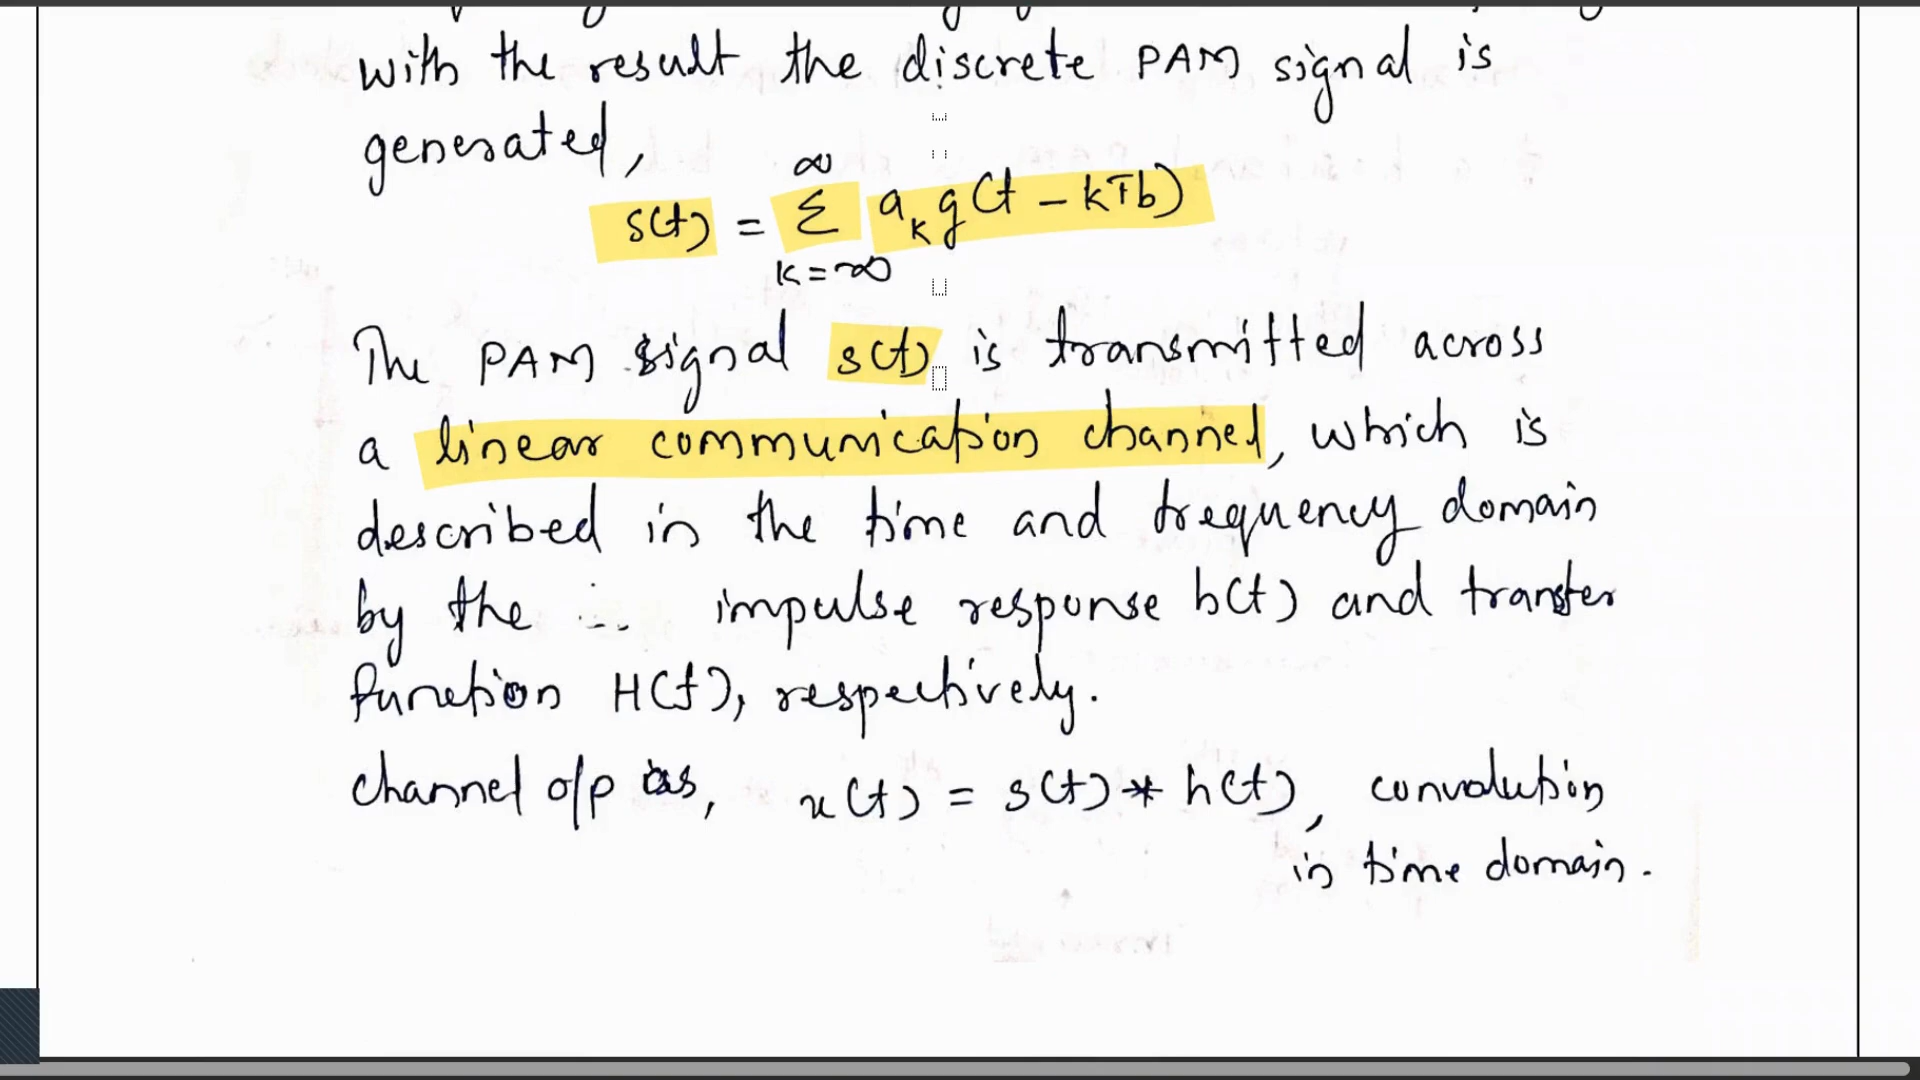 with the result the discrete PAM signal is
generated,
s(t) = ∞ Σ k=-∞ a_k g(t - kTb)
The PAM signal s(t) is transmitted across
a linear communication channel, which is
described in the time and frequency domain
by the impulse response h(t) and transfer
function H(f), respectively.
channel o/p as, x(t) = s(t) * h(t), convolution
in time domain.